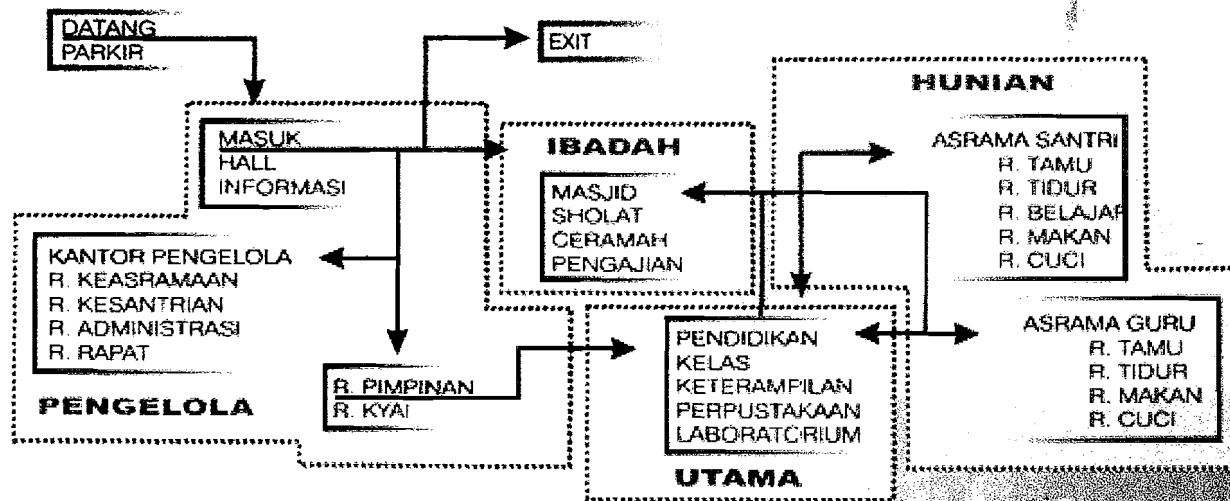 DATANG
PARKIR
EXIT
MASUK
HALL
INFORMASI
KANTOR PENGELOLA
R. KEASRAMAAN
R. KESANTRIAN
R. ADMINISTRASI
R. RAPAT
R. PIMPINAN
R. KYAI
PENGELOLA
IBADAH
MASJID
SHOLAT
CERAMAH
PENGAJIAN
PENDIDIKAN
KELAS
KETERAMPILAN
PERPUSTAKAAN
LABORATORIUM
UTAMA
HUNIAN
ASRAMA SANTRI
R. TAMU
R. TIDUR
R. BELAJAR
R. MAKAN
R. CUCI
ASRAMA GURU
R. TAMU
R. TIDUR
R. MAKAN
R. CUCI